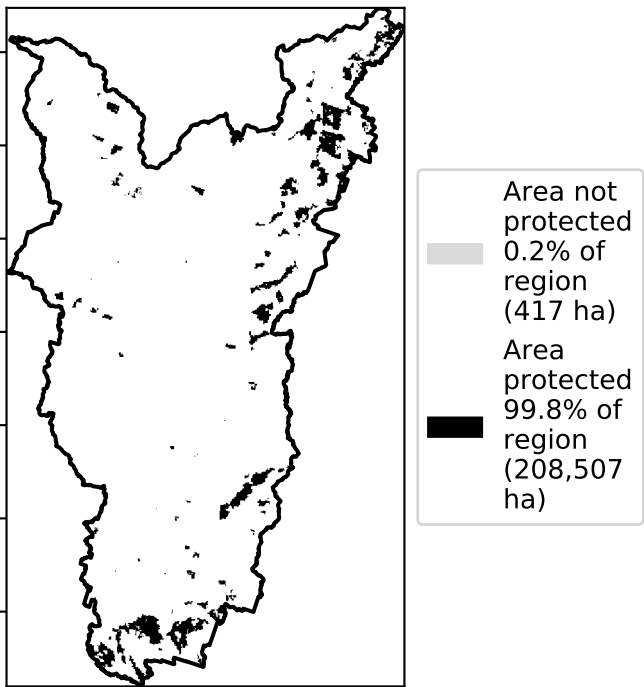 Area not
protected
0.2% of
region
(417 ha)
Area
protected
99.8% of
region
(208,507
ha)